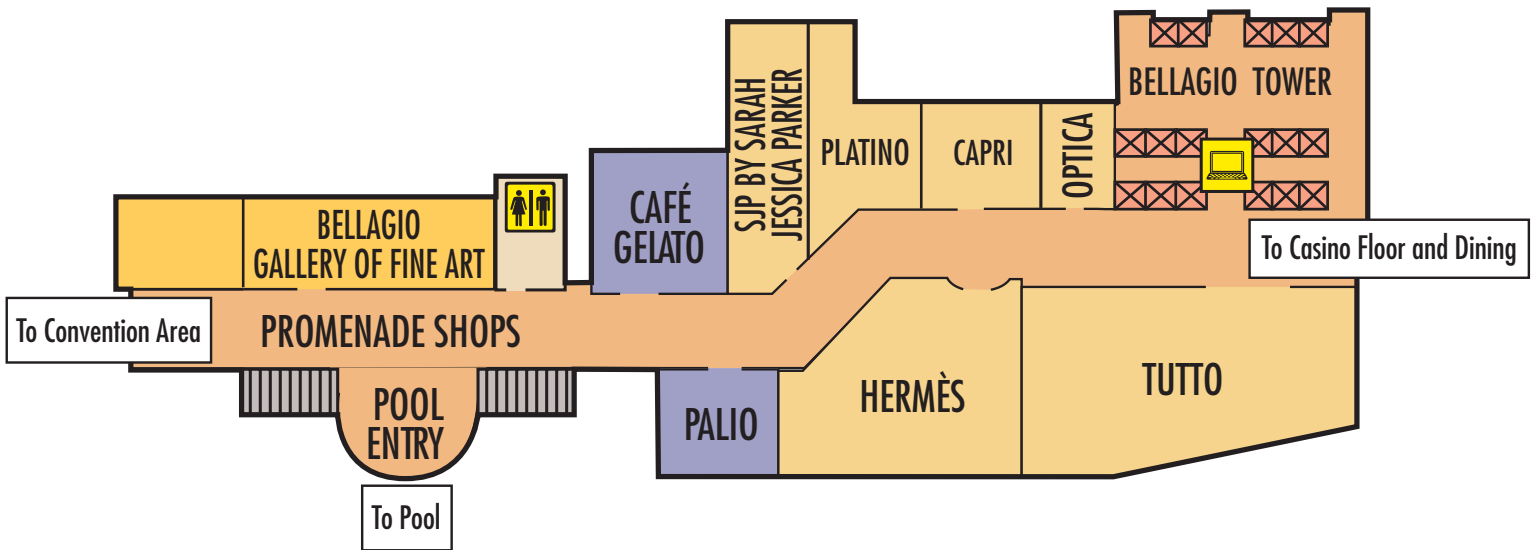 BELLAGIO TOWER
SJP BY SARAH
JESSICA PARKER
PLATINO
CAPRI
OPTICA
CAFÉ
GELATO
BELLAGIO
GALLERY OF FINE ART
To Casino Floor and Dining
To Convention Area
PROMENADE SHOPS
POOL
ENTRY
PALIO
HERMÈS
TUTTO
To Pool